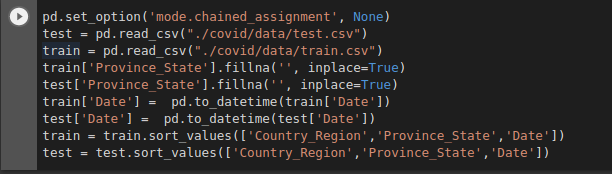 pd.set_option('mode.chained_assignment', None)
test = pd.read_csv("./covid/data/test.csv")
train = pd.read_csv("./covid/data/train.csv")
train['Province_State'].fillna('', inplace=True)
test['Province_State'].fillna('', inplace=True)
train['Date'] =  pd.to_datetime(train['Date'])
test['Date'] =  pd.to_datetime(test['Date'])
train = train.sort_values(['Country_Region','Province_State','Date'])
test = test.sort_values(['Country_Region','Province_State','Date'])